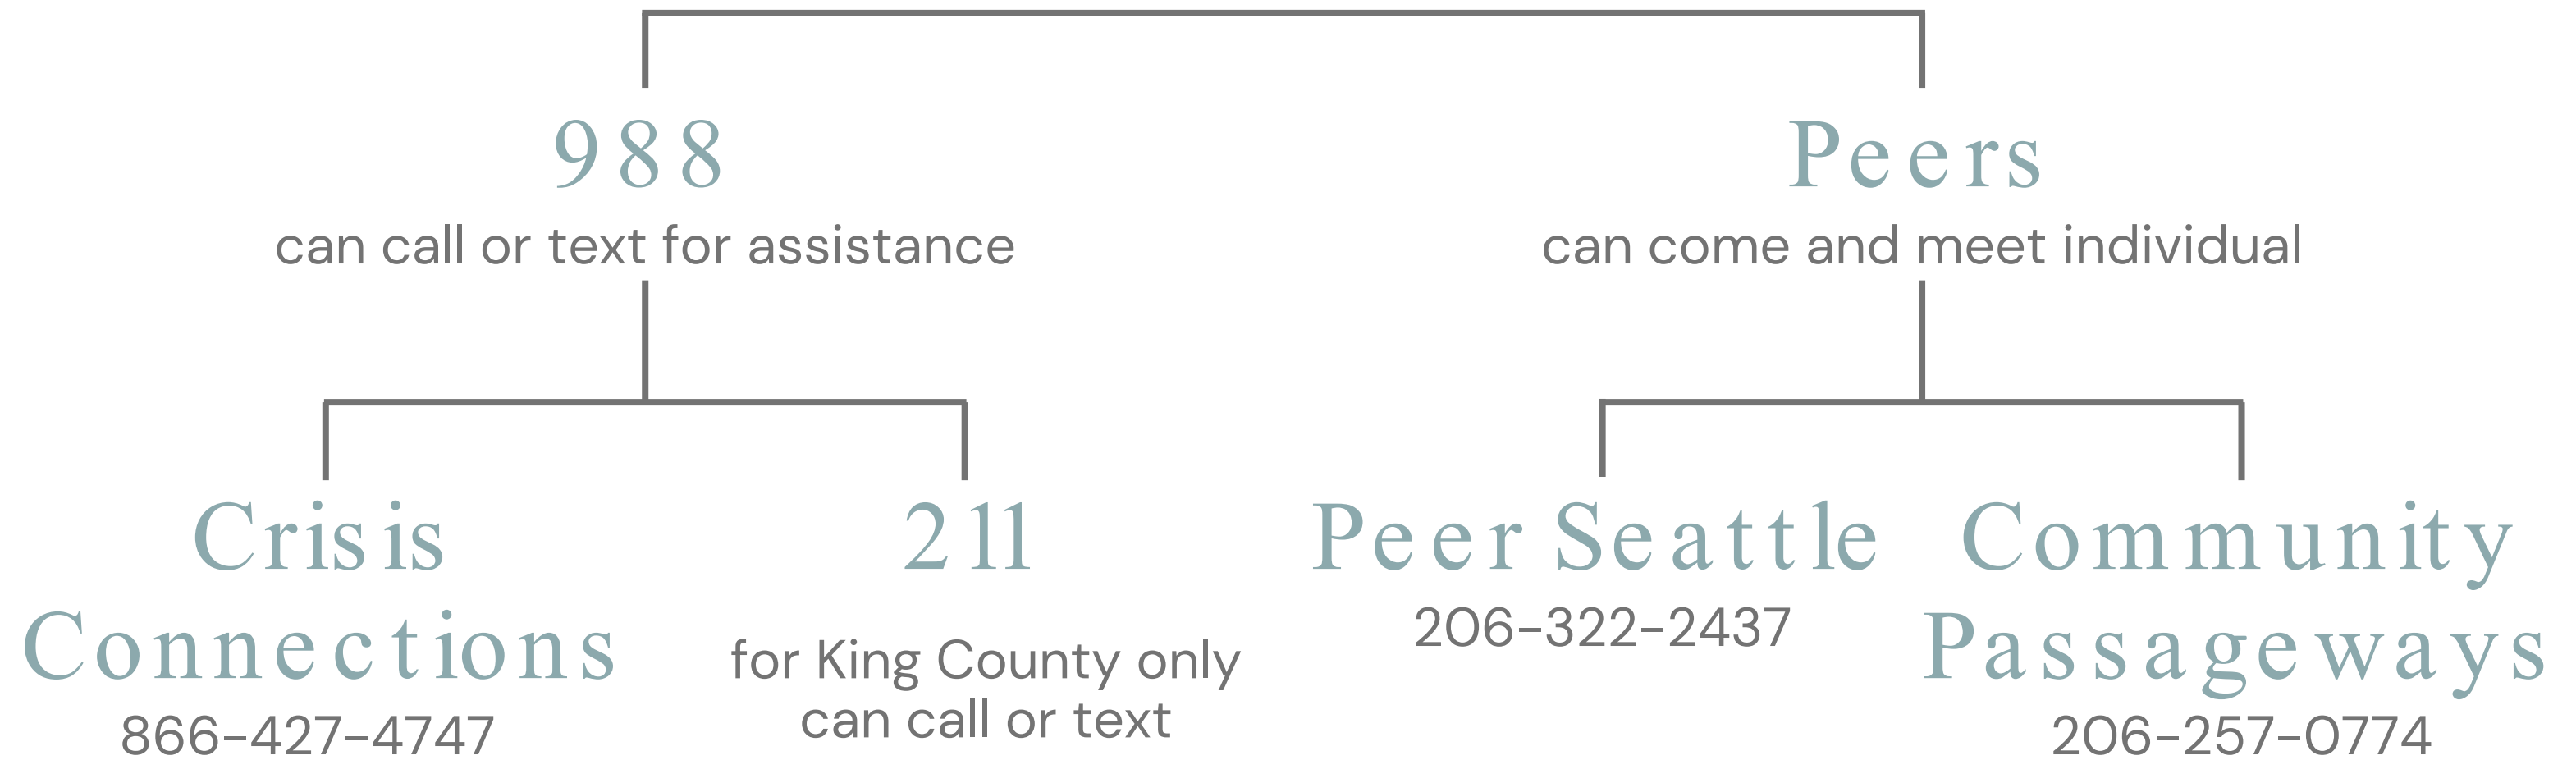 988
can call or text for assistance
Peers
can come and meet individual
Crisis
Connections
866-427-4747
211
for King County only
can call or text
Peer Seattle
206-322-2437
Community
Passageways
206-257-0774